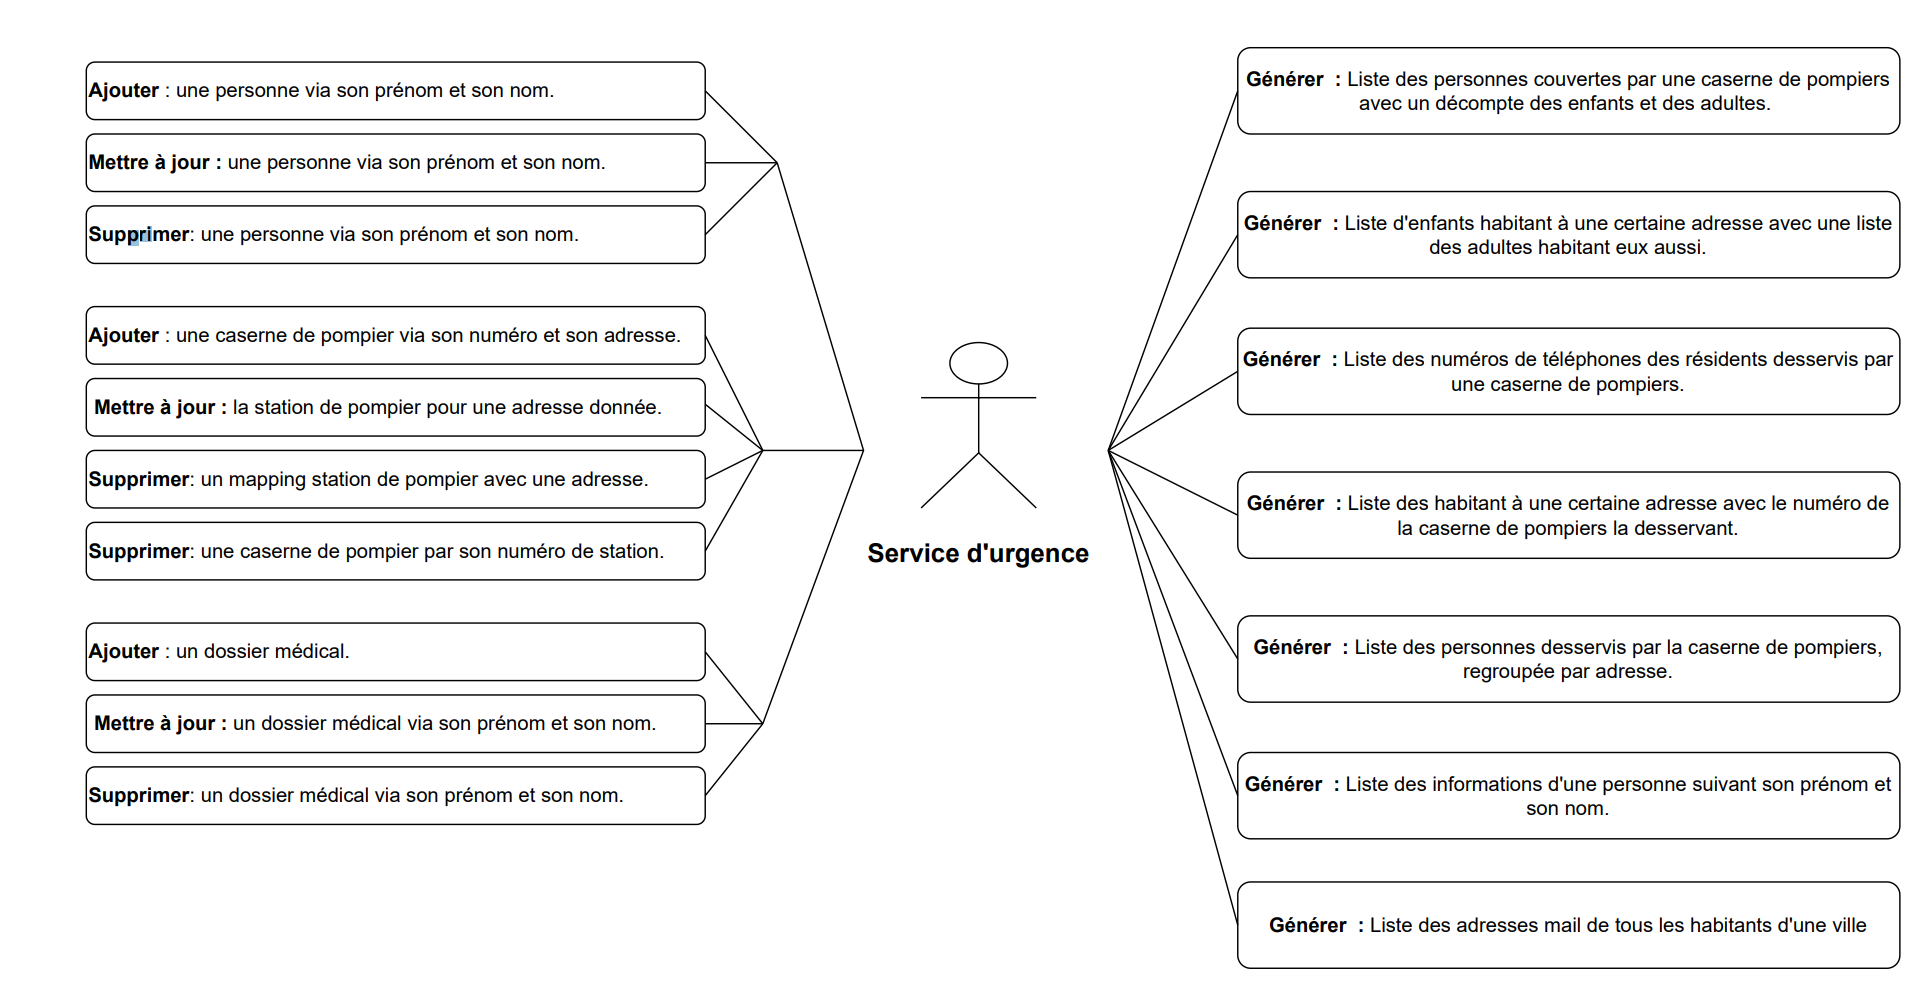 Ajouter : une personne via son prénom et son nom.
Mettre à jour : une personne via son prénom et son nom.
Supprimer: une personne via son prénom et son nom.
Ajouter : une caserne de pompier via son numéro et son adresse.
Mettre à jour : la station de pompier pour une adresse donnée.
Supprimer: un mapping station de pompier avec une adresse.
Supprimer: une caserne de pompier par son numéro de station.
Ajouter : un dossier médical.
Mettre à jour : un dossier médical via son prénom et son nom.
Supprimer: un dossier médical via son prénom et son nom.
Service d'urgence
Générer : Liste des personnes couvertes par une caserne de pompiers
avec un décompte des enfants et des adultes.
Générer : Liste d'enfants habitant à une certaine adresse avec une liste
des adultes habitant eux aussi.
Générer : Liste des numéros de téléphones des résidents desservis par
une caserne de pompiers.
Générer : Liste des habitant à une certaine adresse avec le numéro de
la caserne de pompiers la desservant.
Générer : Liste des personnes desservis par la caserne de pompiers,
regroupée par adresse.
Générer : Liste des informations d'une personne suivant son prénom et
son nom.
Générer : Liste des adresses mail de tous les habitants d'une ville